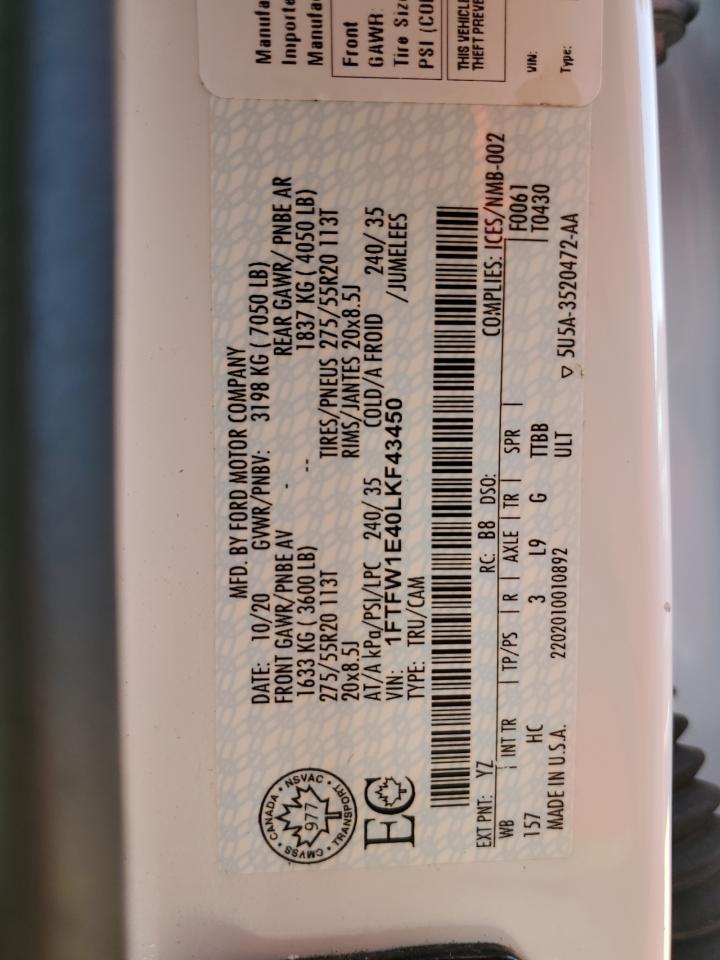 Manufa
Importe
Manufac
Front
GAWR:
Tire Size
PSI (CO
THIS VEHICLE
THEFT PREVE
VIN:
Type:
MFD. BY FORD MOTOR COMPANY
DATE: 10/20 GVWR/PNBV: 3198 KG ( 7050 LB)
FRONT GAWR/PNBE AV - REAR GAWR/ PNBE AR
1633 KG ( 3600 LB) -- 1837 KG ( 4050 LB)
275/55R20 113T TIRES/PNEUS 275/55R20 113T
20x8.5J RIMS/JANTES 20x8.5J
AT/A kPa/PSI/LPC 240/ 35 COLD/A FROID 240/ 35
VIN: 1FTFW1E40LKF43450 /JUMELEES
TYPE: TRU/CAM
CANADA • NSVAC • TRANSPORT • CMVSS •
977
EC
EXT PNT: YZ RC: B8 DSO: COMPLIES: ICES/NMB-002
WB | INT TR | TP/PS | R | AXLE | TR | SPR | F0061
157 HC 3 L9 G TTBB T0430
MADE IN U.S.A. 2202010010892 ULT ▽ 5U5A-3520472-AA